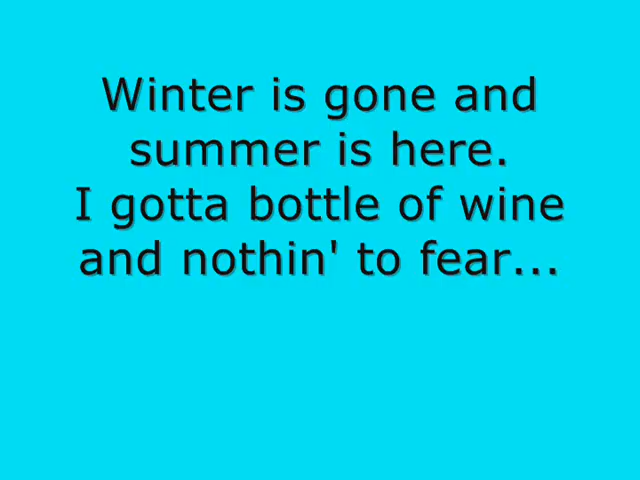 Winter is gone and
summer is here.
I gotta bottle of wine
and nothin' to fear...